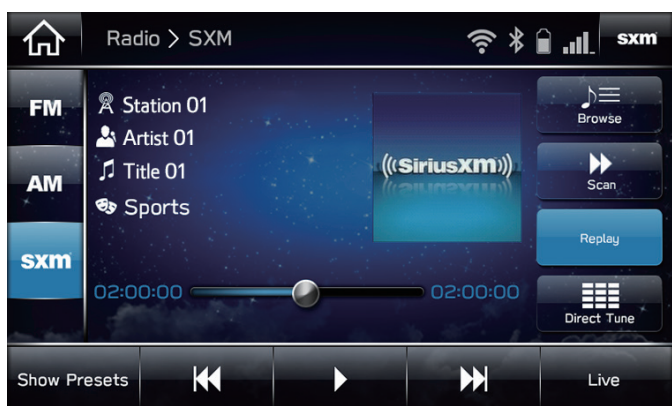 Radio > SXM
sxm
FM
AM
sxm
Station 01
Artist 01
Title 01
Sports
((SiriusXM))
02:00:00
02:00:00
Browse
Scan
Replay
Direct Tune
Show Presets
Live